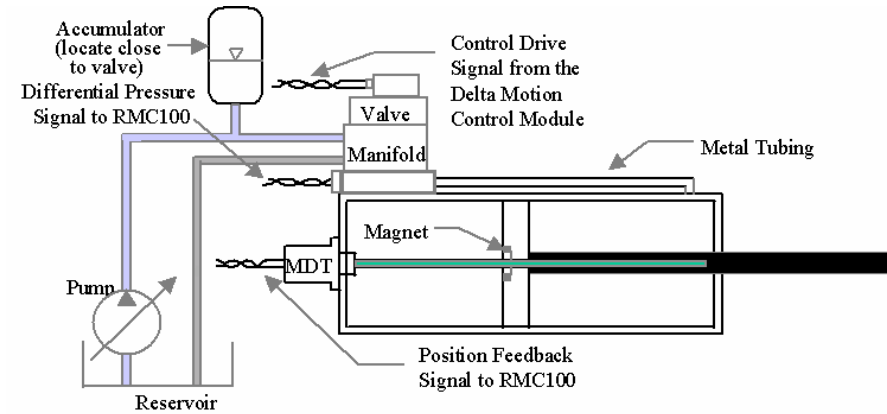 Accumulator
(locate close
to valve)
Differential Pressure
Signal to RMC100
Control Drive
Signal from the
Delta Motion
Control Module
Valve
Manifold
Metal Tubing
Magnet
MDT
Pump
Position Feedback
Signal to RMC100
Reservoir